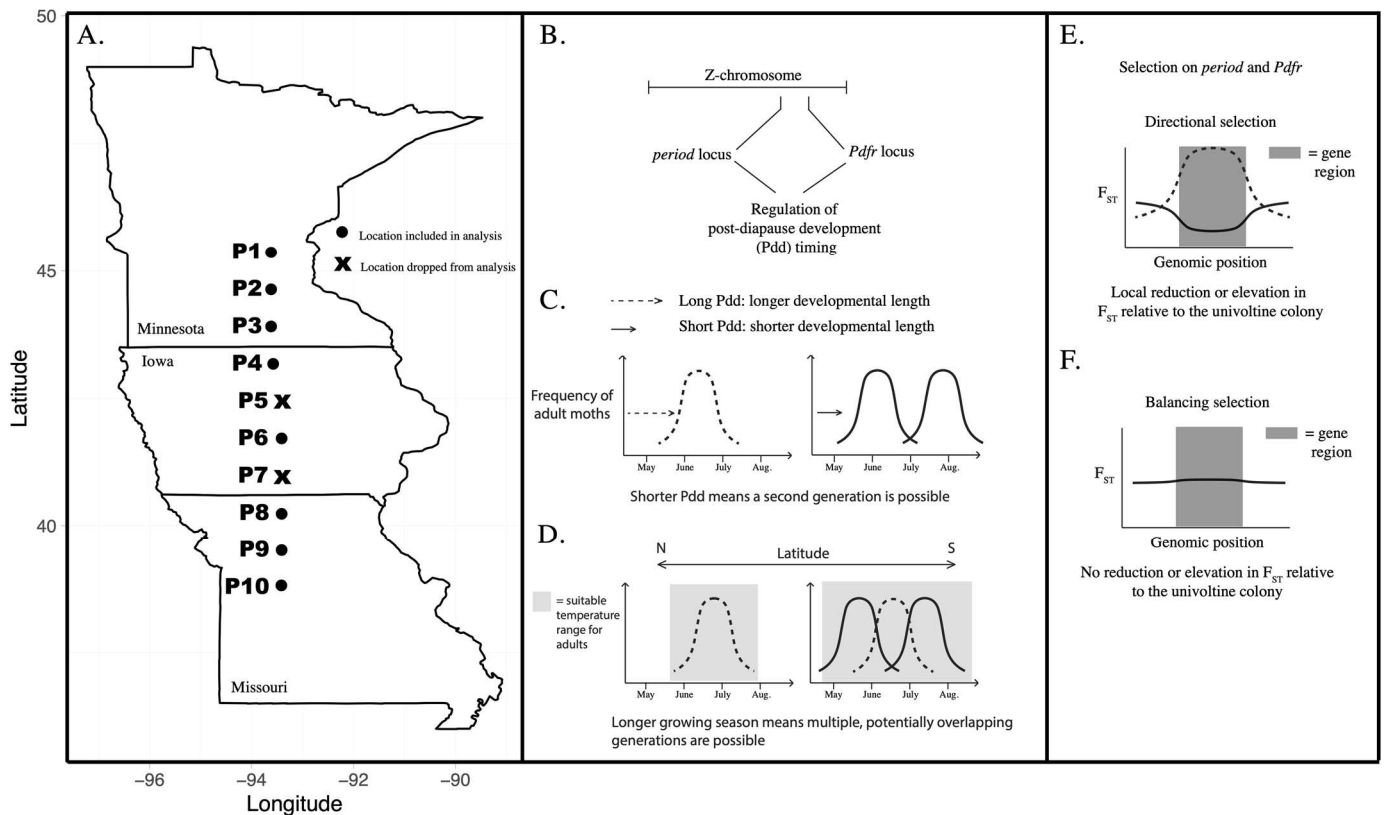 A.
50
45
40
Latitude
−96
−94
−92
−90
Longitude
P1
P2
P3
Minnesota
Iowa
P4
P5 x
P6
P7 x
P8
P9
P10
Missouri
Location included in analysis
x Location dropped from analysis
B.
Z-chromosome
period locus
Pdfr locus
Regulation of
post-diapause development
(Pdd) timing
C.
Long Pdd: longer developmental length
Short Pdd: shorter developmental length
Frequency of
adult moths
May June July Aug.
May June July Aug.
Shorter Pdd means a second generation is possible
D.
N Latitude S
= suitable
temperature
range for
adults
May June July Aug.
May June July Aug.
Longer growing season means multiple, potentially overlapping
generations are possible
E.
Selection on period and Pdfr
Directional selection
= gene
region
FST
Genomic position
Local reduction or elevation in
FST relative to the univoltine colony
F.
Balancing selection
= gene
region
FST
Genomic position
No reduction or elevation in FST relative
to the univoltine colony